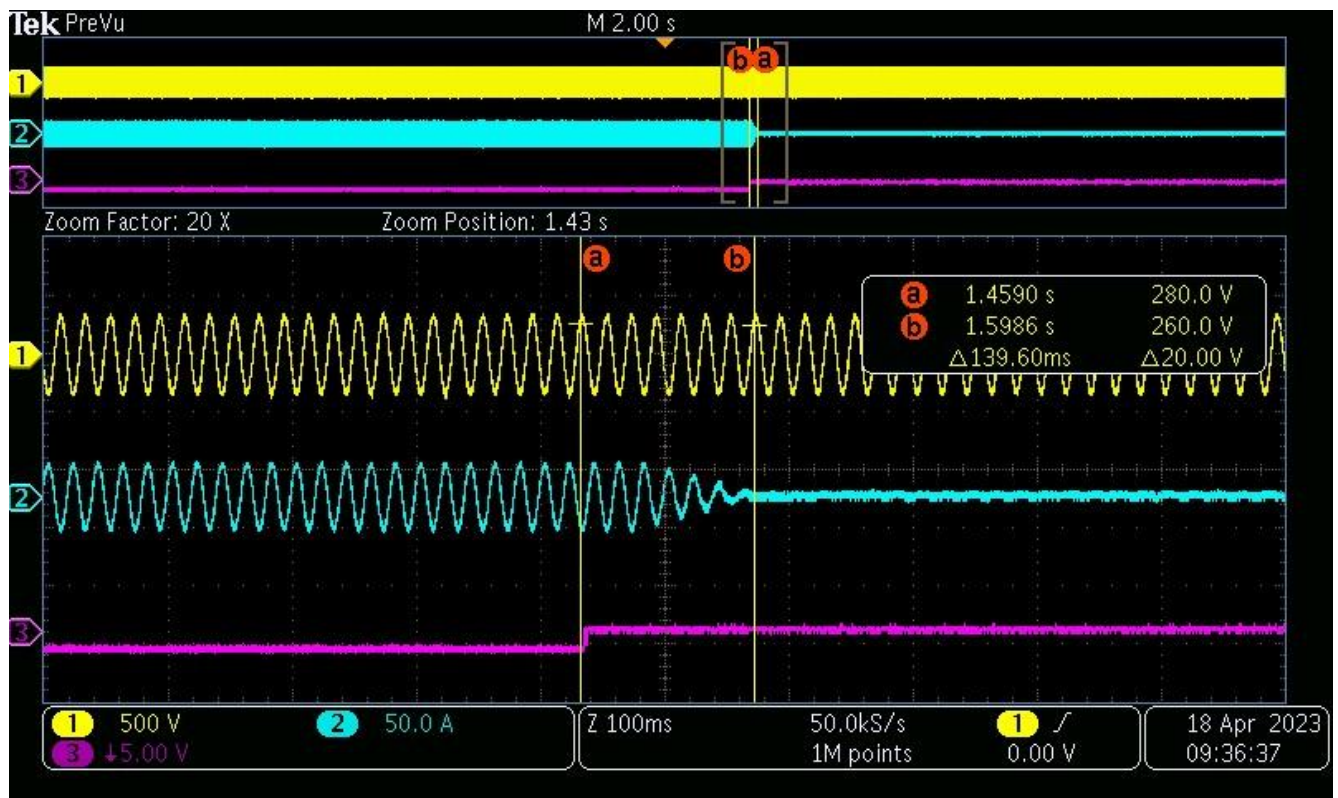 Tek PreVu M 2.00 s
b a
1
2
3
Zoom Factor: 20 X Zoom Position: 1.43 s
a b
a 1.4590 s 280.0 V
b 1.5986 s 260.0 V
△139.60ms △20.00 V
1
2
3
1 500 V 2 50.0 A Z 100ms 50.0kS/s 1 ∫ 18 Apr 2023
3 ↓5.00 V 1M points 0.00 V 09:36:37